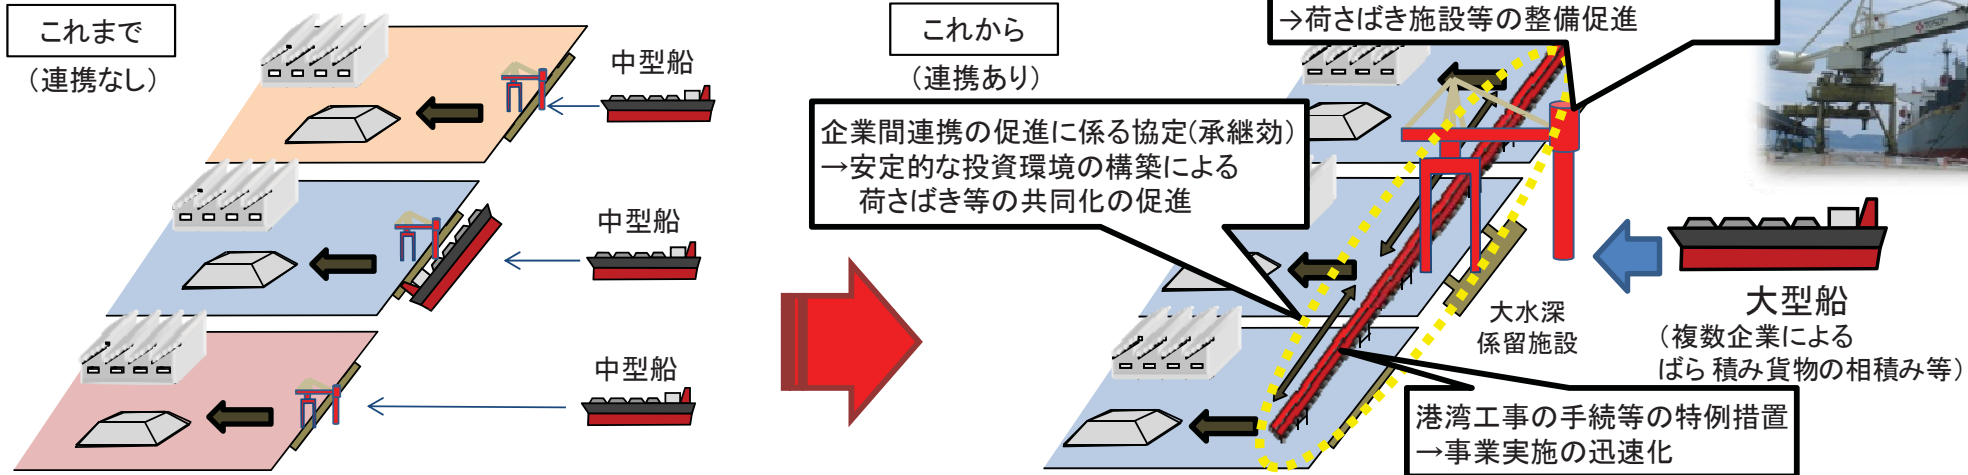 これまで
(連携なし)
中型船
中型船
中型船
これから
(連携あり)
→荷さばき施設等の整備促進
企業間連携の促進に係る協定(承継効)
→安定的な投資環境の構築による
荷さばき等の共同化の促進
大水深
係留施設
大型船
(複数企業による
ばら積み貨物の相積み等)
港湾工事の手続等の特例措置
→事業実施の迅速化